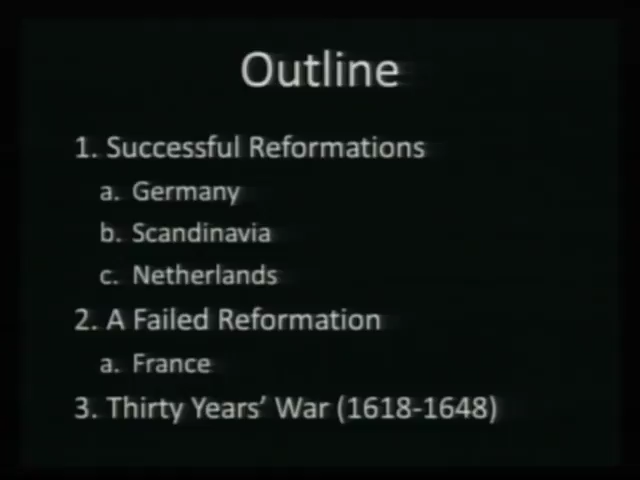 Outline
1. Successful Reformations
a. Germany
b. Scandinavia
c. Netherlands
2. A Failed Reformation
a. France
3. Thirty Years' War (1618-1648)